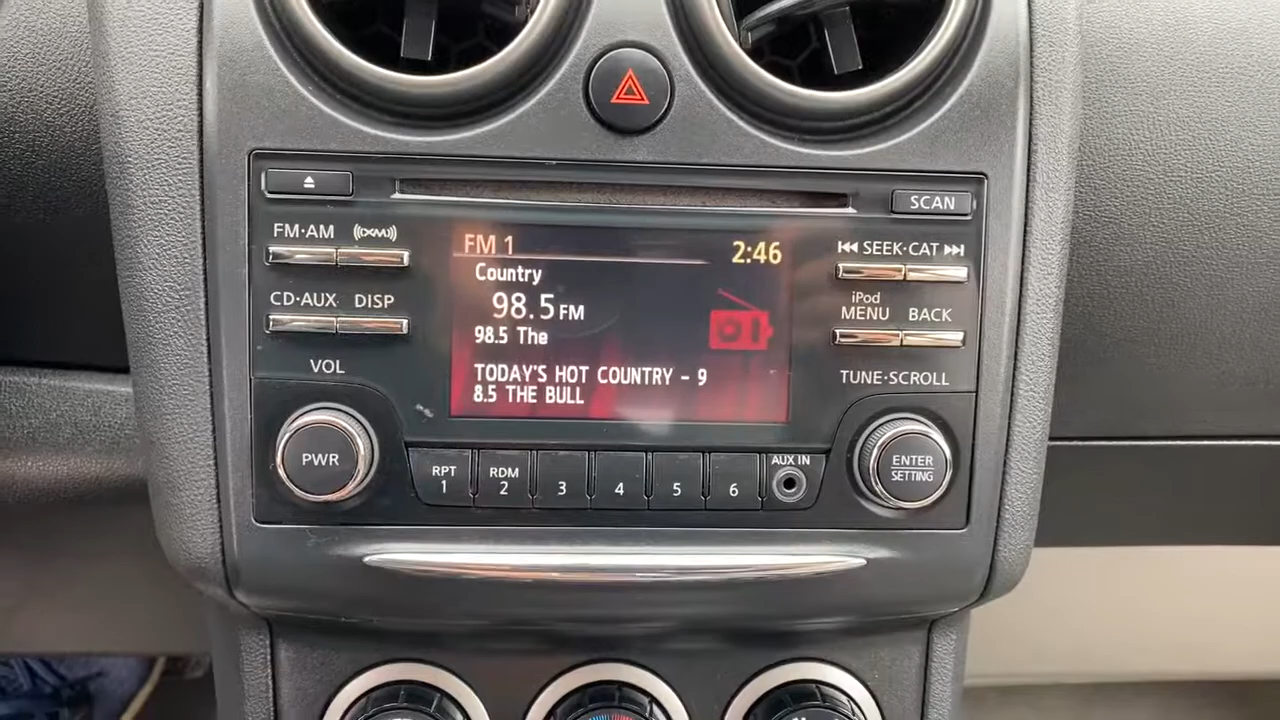 SCAN
FM·AM
((XM))
SEEK·CAT
CD·AUX
DISP
iPod
MENU
BACK
VOL
TUNE·SCROLL
FM 1
2:46
Country
98.5 FM
98.5 The
TODAY'S HOT COUNTRY - 9
8.5 THE BULL
PWR
RPT
1
RDM
2
3
4
5
6
AUX IN
ENTER
SETTING